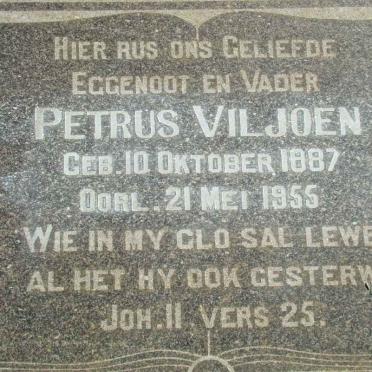 HIER RUS ONS GELIEFDE
EGGENOOT EN VADER
PETRUS VILJOEN
GEB. 10 OKTOBER 1887
OORL. 21 MEI 1955
WIE IN MY GLO SAL LEWE
AL HET HY OOK GESTERW
JOH. 11 VERS 25.